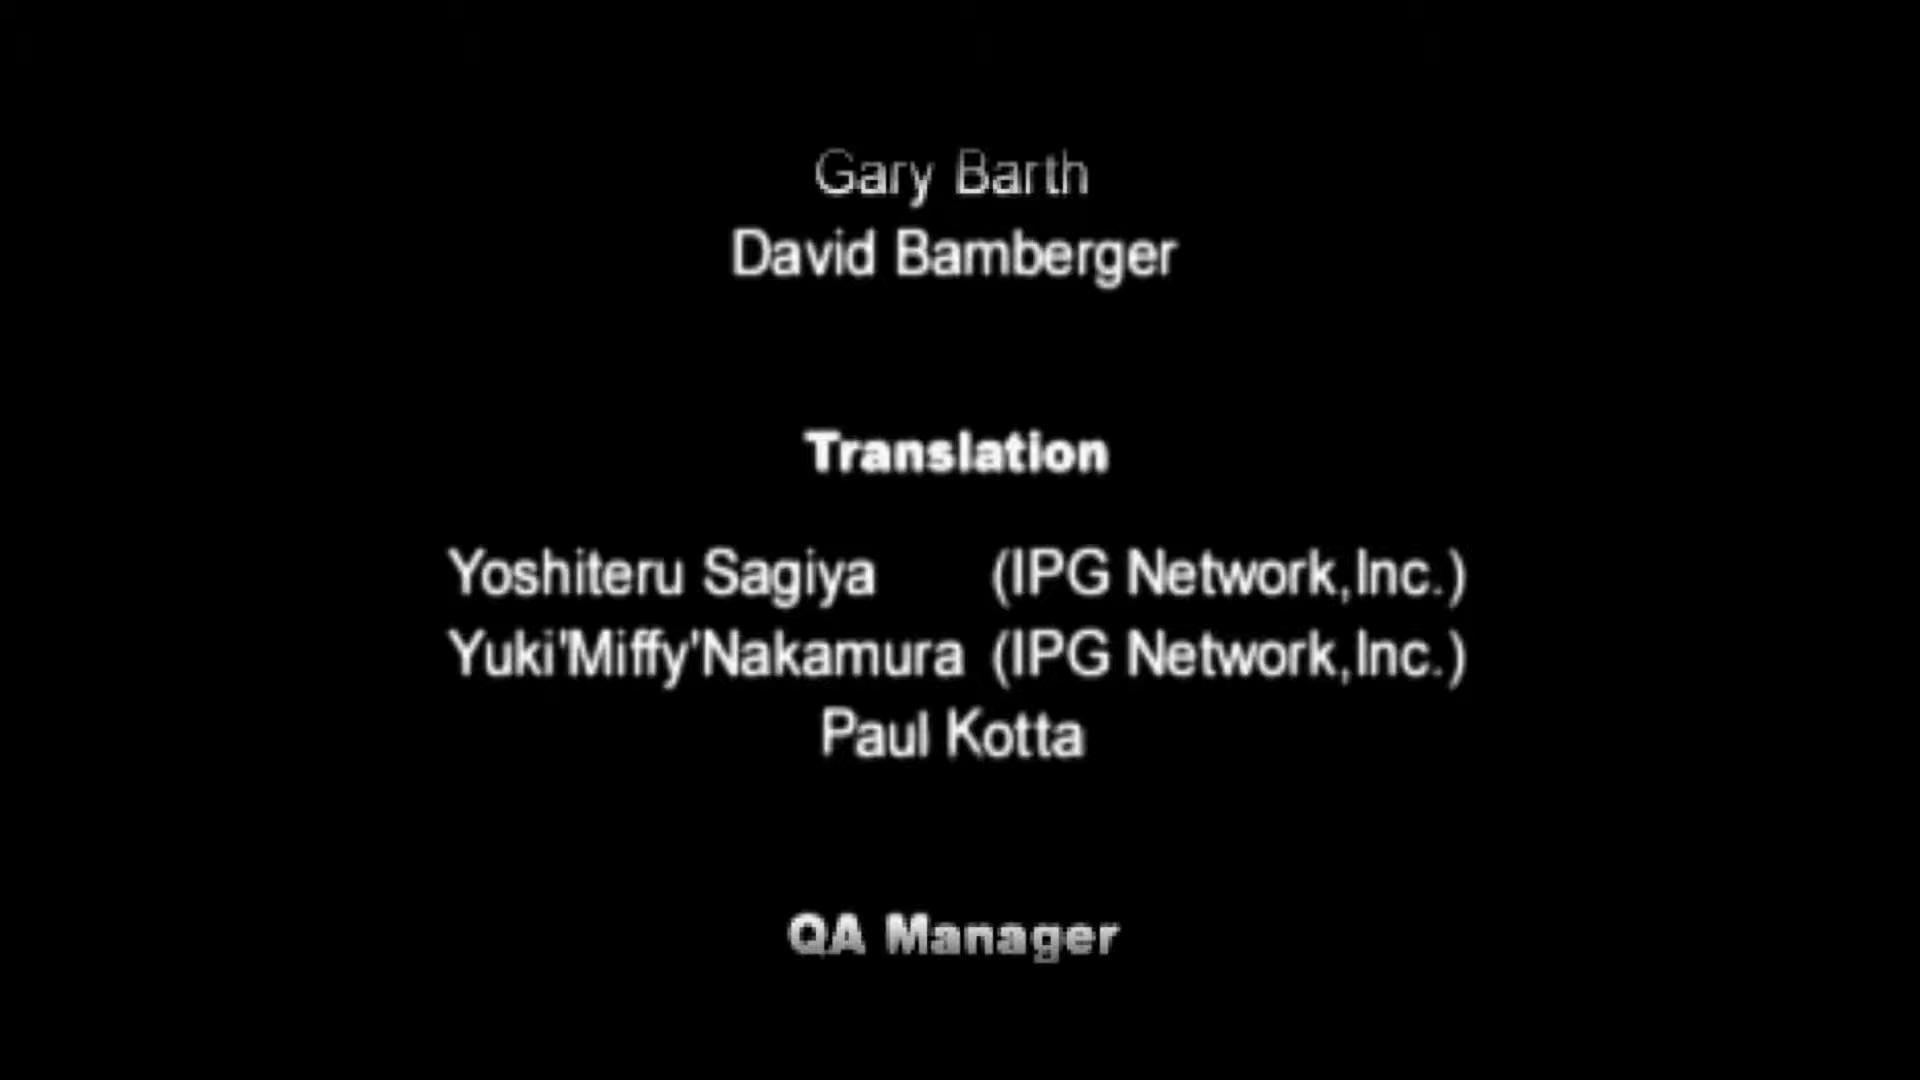 Gary Barth
David Bamberger
Translation
Yoshiteru Sagiya (IPG Network,Inc.)
Yuki'Miffy'Nakamura (IPG Network,Inc.)
Paul Kotta
QA Manager